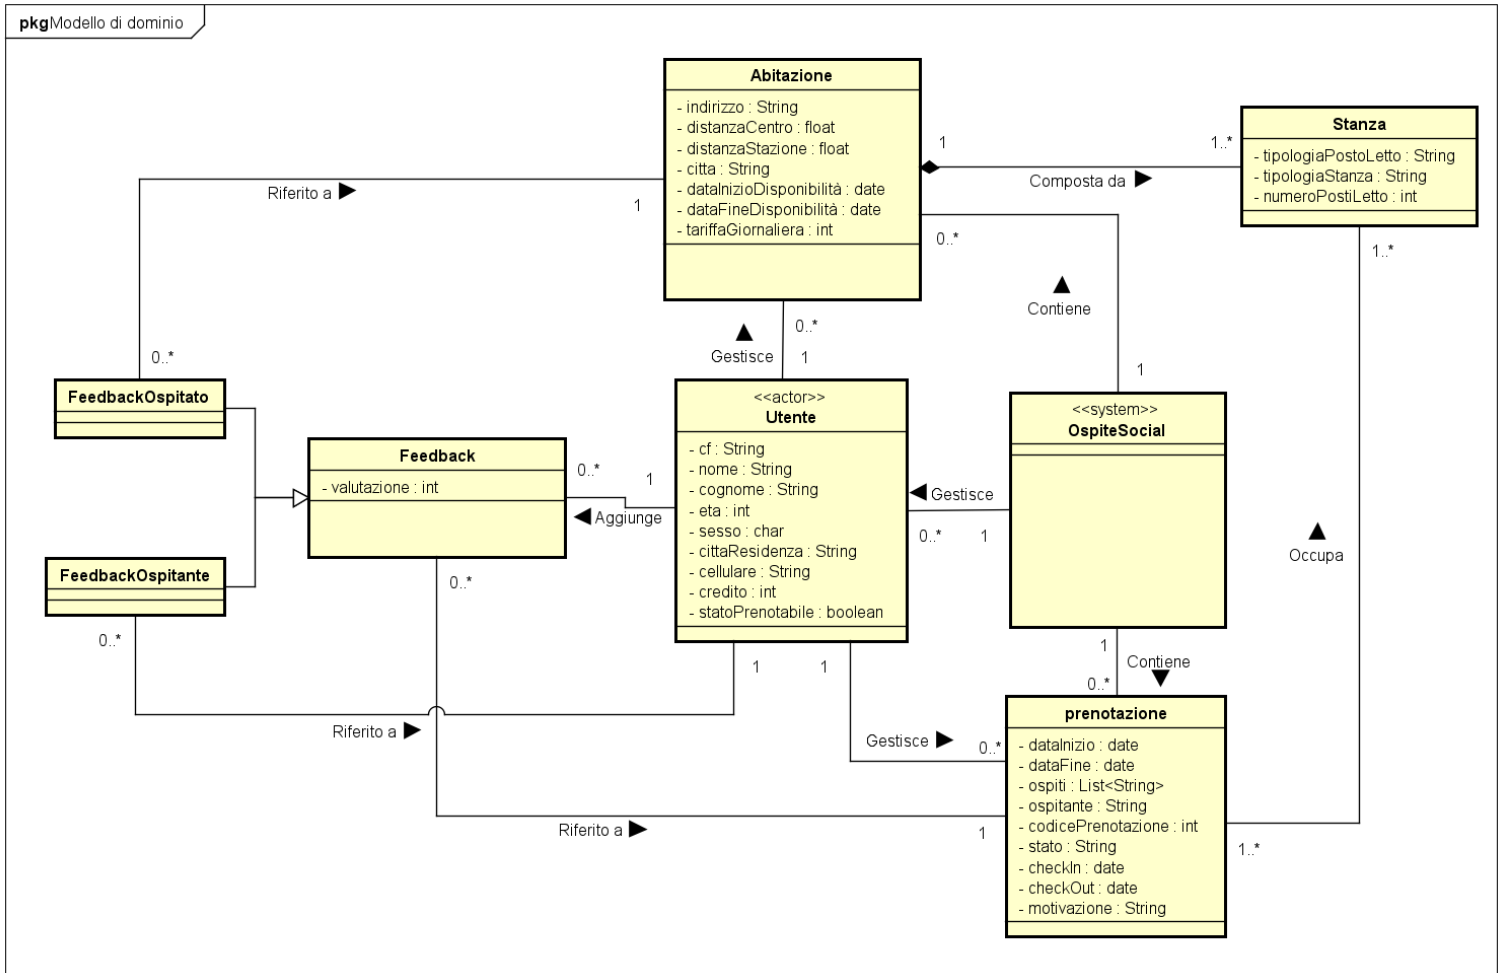 pkg Modello di dominio
Abitazione
- indirizzo : String
- distanzaCentro : float
- distanzaStazione : float
- citta : String
- dataInizioDisponibilità : date
- dataFineDisponibilità : date
- tariffaGiornaliera : int
Stanza
- tipologiaPostoLetto : String
- tipologiaStanza : String
- numeroPostiLetto : int
1
1..*
Composta da
Riferito a
1
0..*
0..*
Contiene
1
1..*
0..*
Gestisce
1
FeedbackOspitato
Feedback
- valutazione : int
FeedbackOspitante
0..*
1
Aggiunge
<<actor>>
Utente
- cf : String
- nome : String
- cognome : String
- eta : int
- sesso : char
- cittaResidenza : String
- cellulare : String
- credito : int
- statoPrenotabile : boolean
<<system>>
OspiteSocial
Gestisce
0..*
1
Occupa
0..*
0..*
1
1
1
Contiene
0..*
Riferito a
Gestisce
0..*
prenotazione
- dataInizio : date
- dataFine : date
- ospiti : List<String>
- ospitante : String
- codicePrenotazione : int
- stato : String
- checkIn : date
- checkOut : date
- motivazione : String
Riferito a
1
1..*